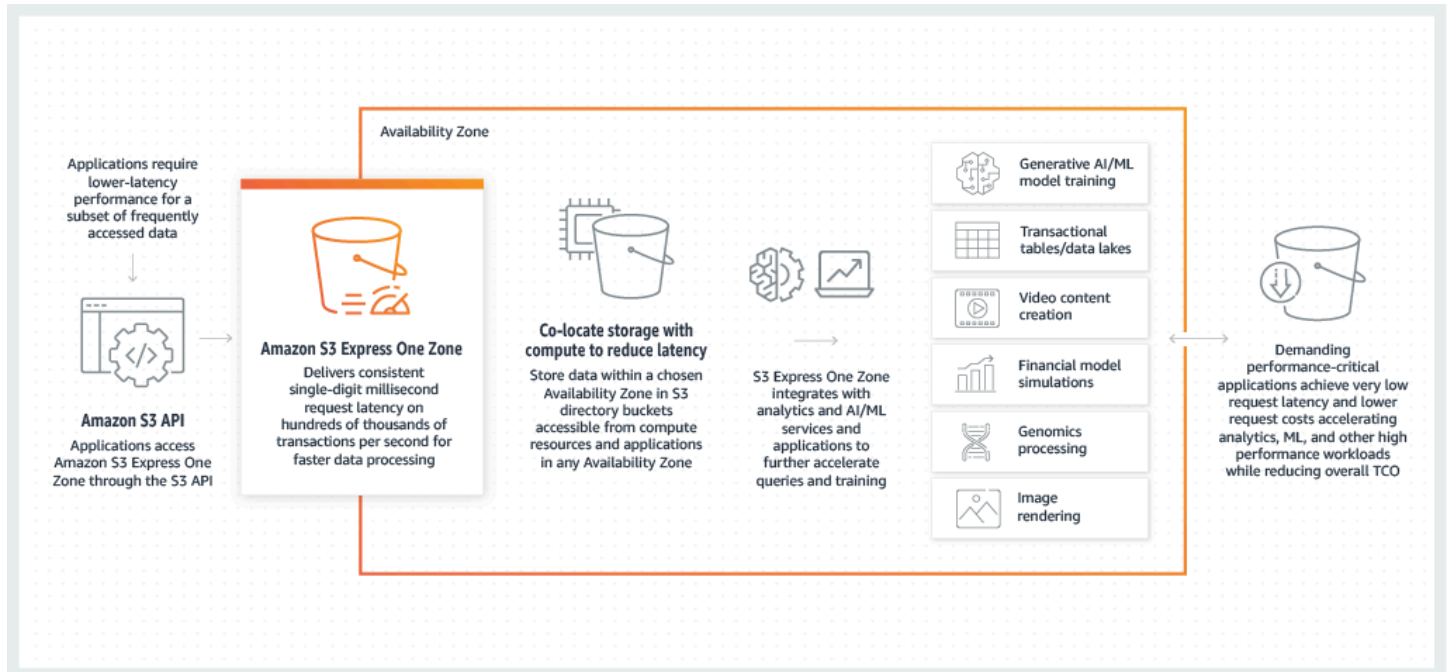 Availability Zone
Applications require
lower-latency
performance for a
subset of frequently
accessed data
Amazon S3 API
Applications access
Amazon S3 Express One
Zone through the S3 API
Amazon S3 Express One Zone
Delivers consistent
single-digit millisecond
request latency on
hundreds of thousands of
transactions per second for
faster data processing
Co-locate storage with
compute to reduce latency
Store data within a chosen
Availability Zone in S3
directory buckets
accessible from compute
resources and applications
in any Availability Zone
S3 Express One Zone
integrates with
analytics and AI/ML
services and
applications to
further accelerate
queries and training
Generative AI/ML
model training
Transactional
tables/data lakes
Video content
creation
Financial model
simulations
Genomics
processing
Image
rendering
Demanding
performance-critical
applications achieve very low
request latency and lower
request costs accelerating
analytics, ML, and other high
performance workloads
while reducing overall TCO